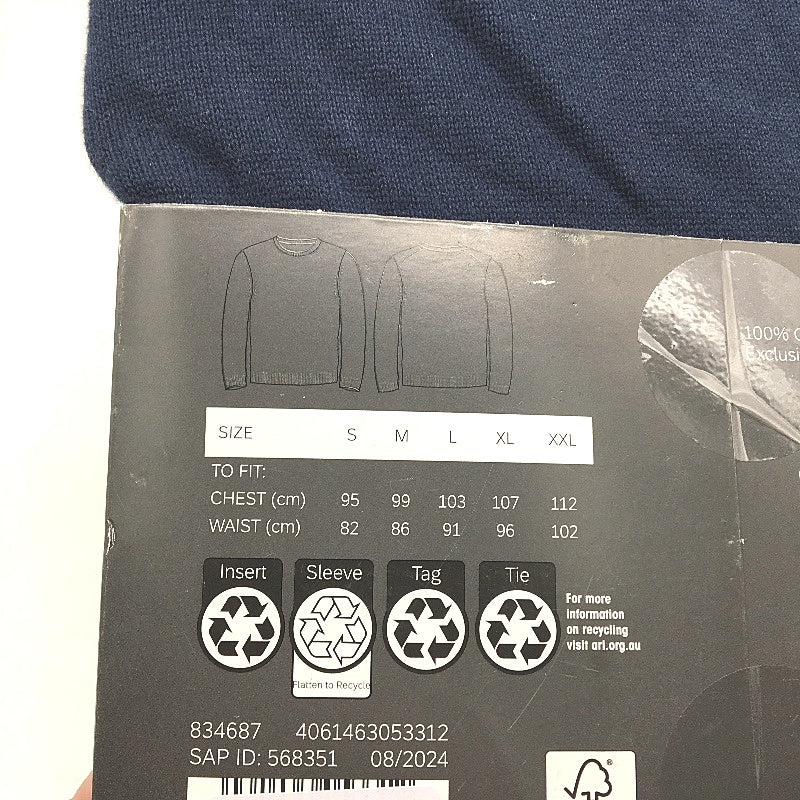 100%
SIZE S M L XL XXL
TO FIT:
CHEST (cm) 95 99 103 107 112
WAIST (cm) 82 86 91 96 102
Insert Sleeve Tag Tie
Flatten to Recycle
For more
information
on recycling
visit arl.org.au
834687 4061463053312
SAP ID: 568351 08/2024